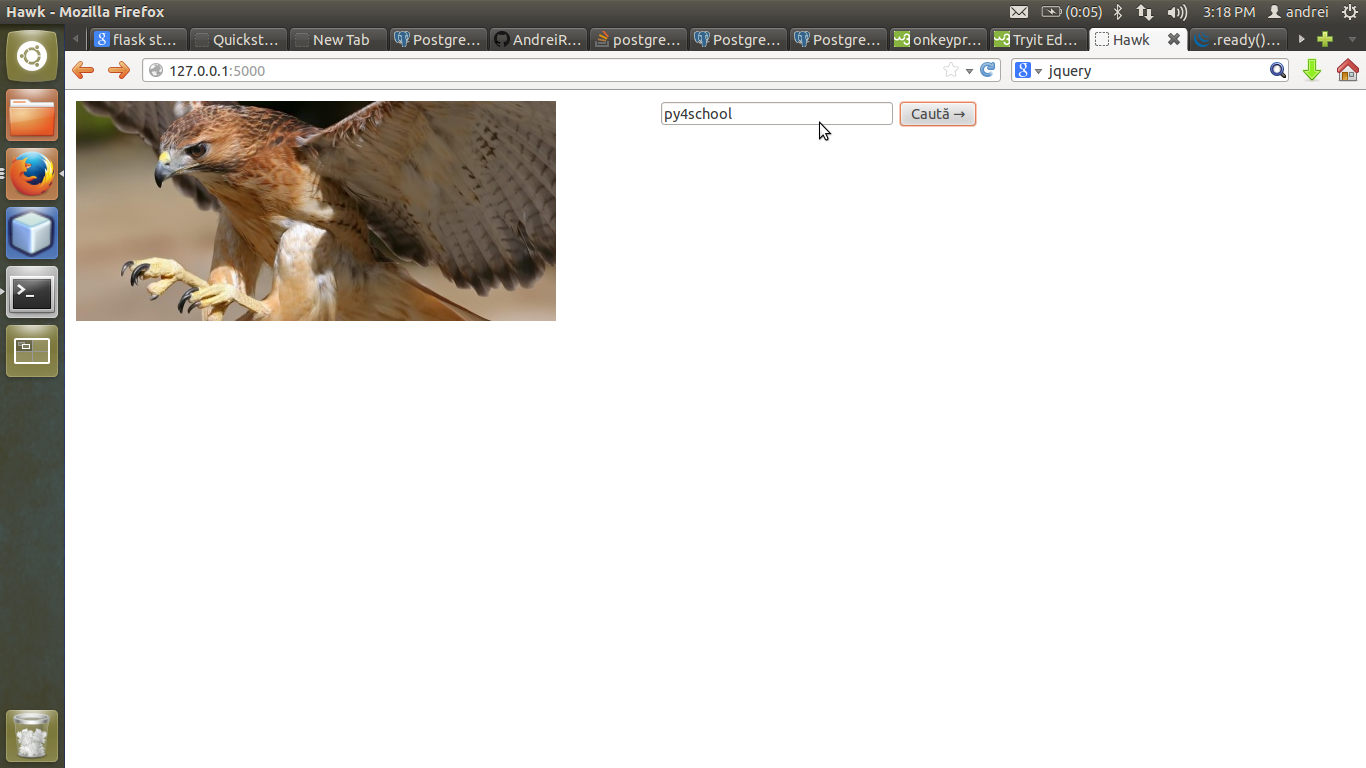 Hawk - Mozilla Firefox
(0:05)
3:18 PM
andrei
flask st...
Quickst...
New Tab
Postgre...
AndreiR...
postgre...
Postgre...
Postgre...
onkeypr...
Tryit Ed...
Hawk
.ready()...
127.0.0.1:5000
jquery
py4school
Caută →